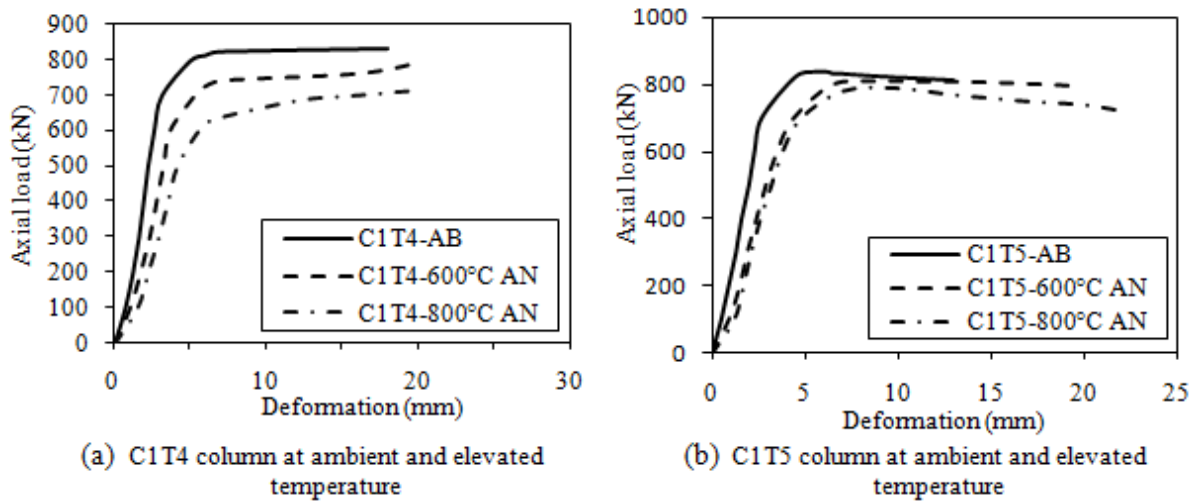 900
800
700
600
500
400
300
200
100
0
Axial load(kN)
C1T4-AB
C1T4-600°C AN
C1T4-800°C AN
0 10 20 30
Deformation (mm)
(a) C1T4 column at ambient and elevated
temperature
1000
800
600
400
200
0
Axial load(kN)
C1T5-AB
C1T5-600°C AN
C1T5-800°C AN
0 5 10 15 20 25
Deformation (mm)
(b) C1T5 column at ambient and elevated
temperature